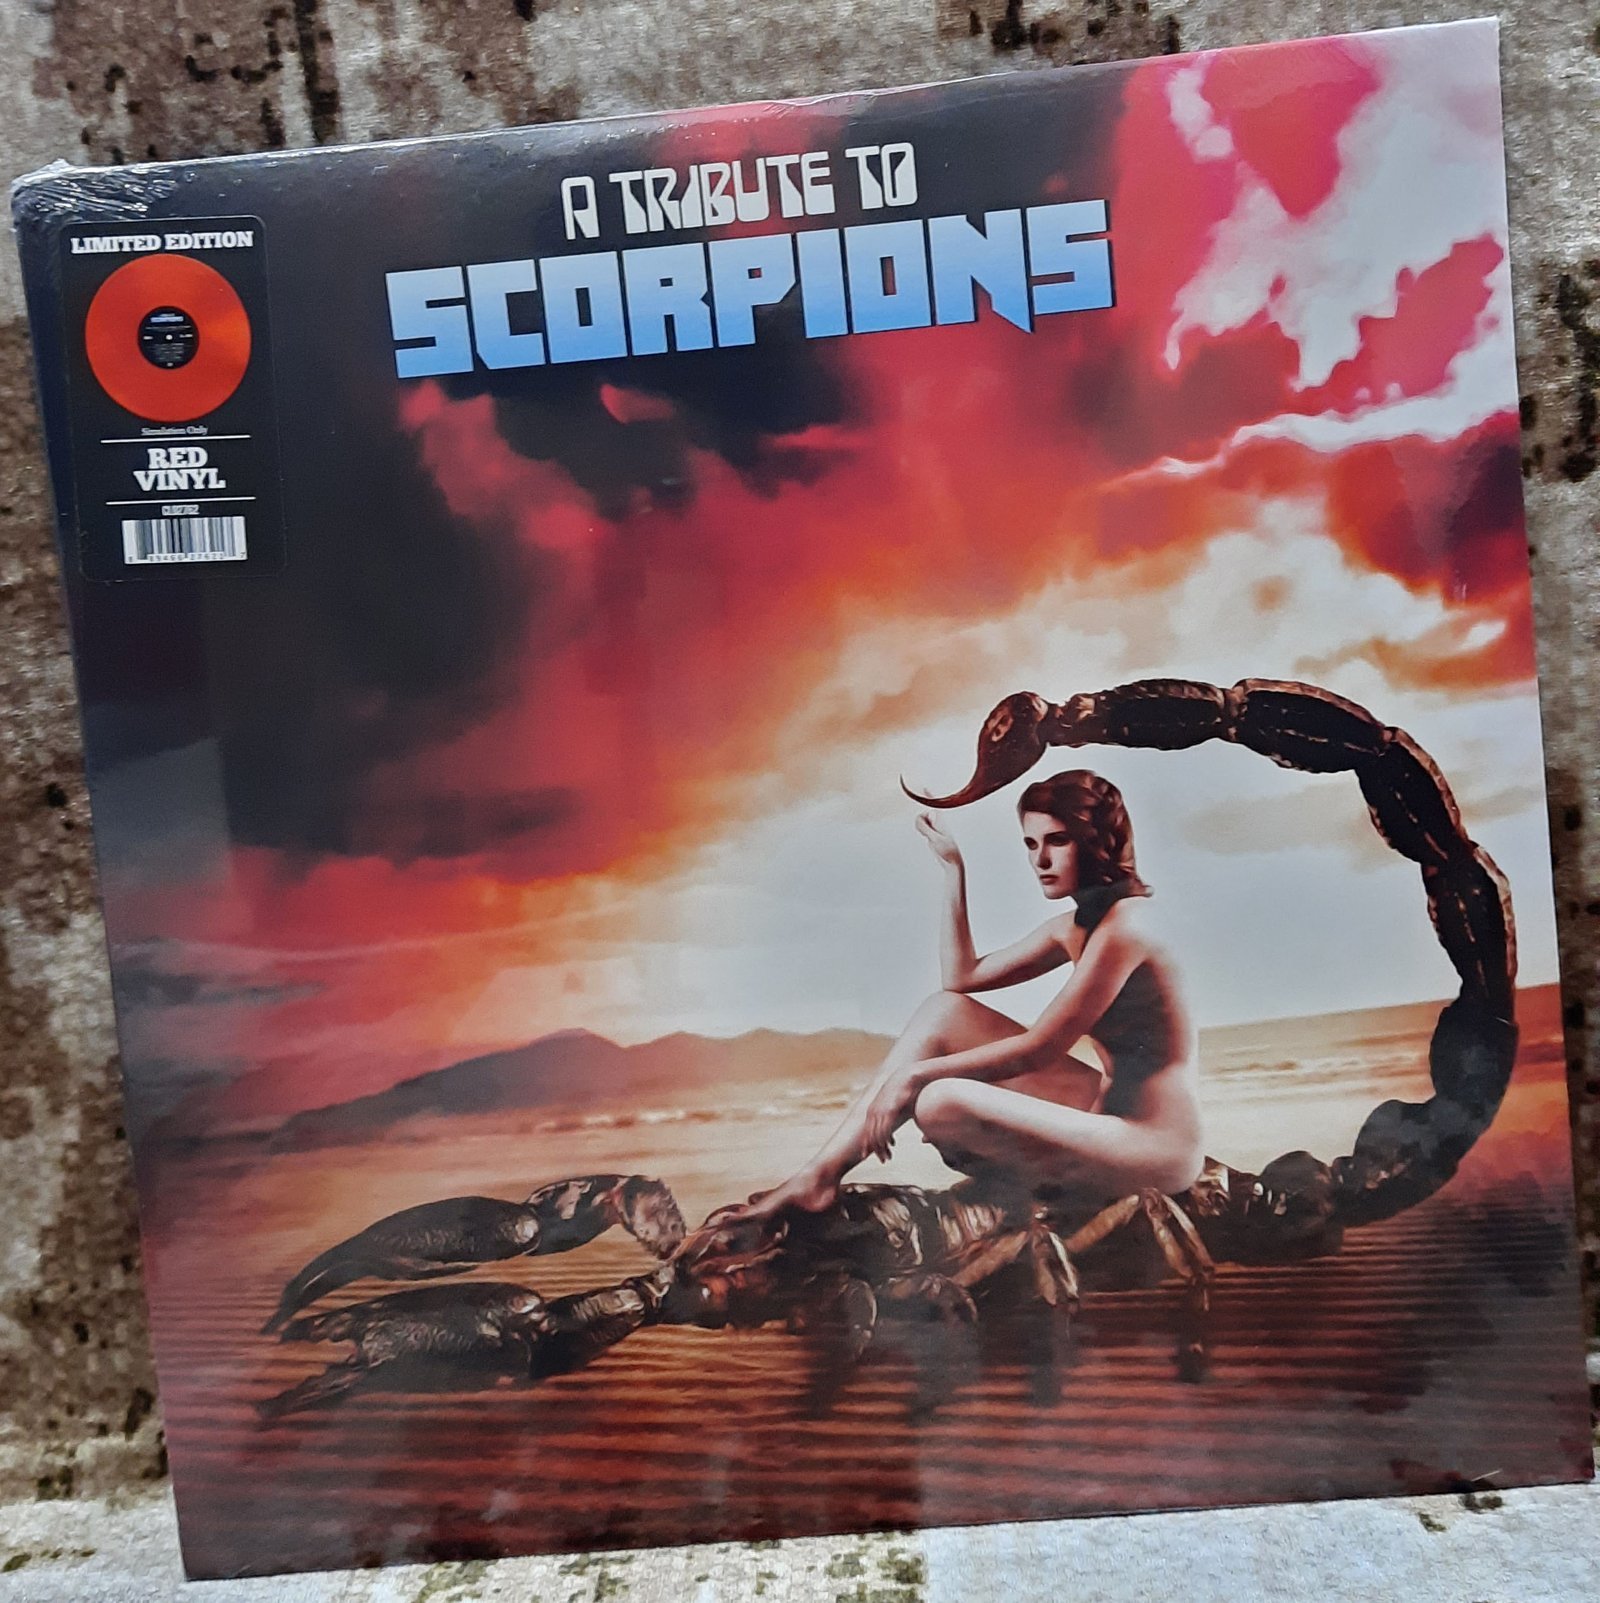 A TRIBUTE TO
SCORPIONS
LIMITED EDITION
Simulation Only
RED
VINYL